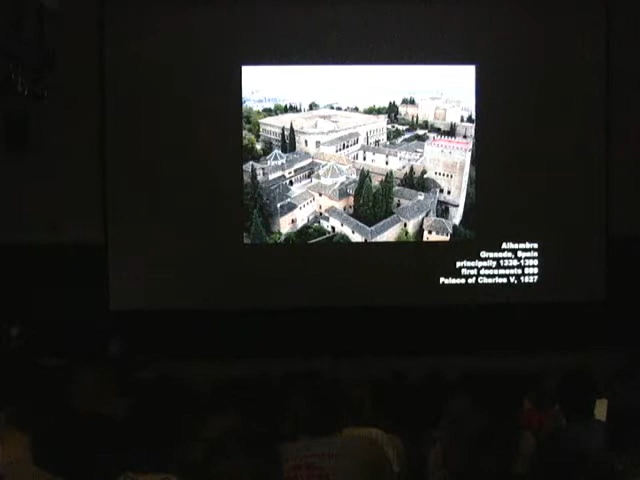 Alhambra
Granada, Spain
principally 1338-1390
first documents 889
Palace of Charles V, 1527